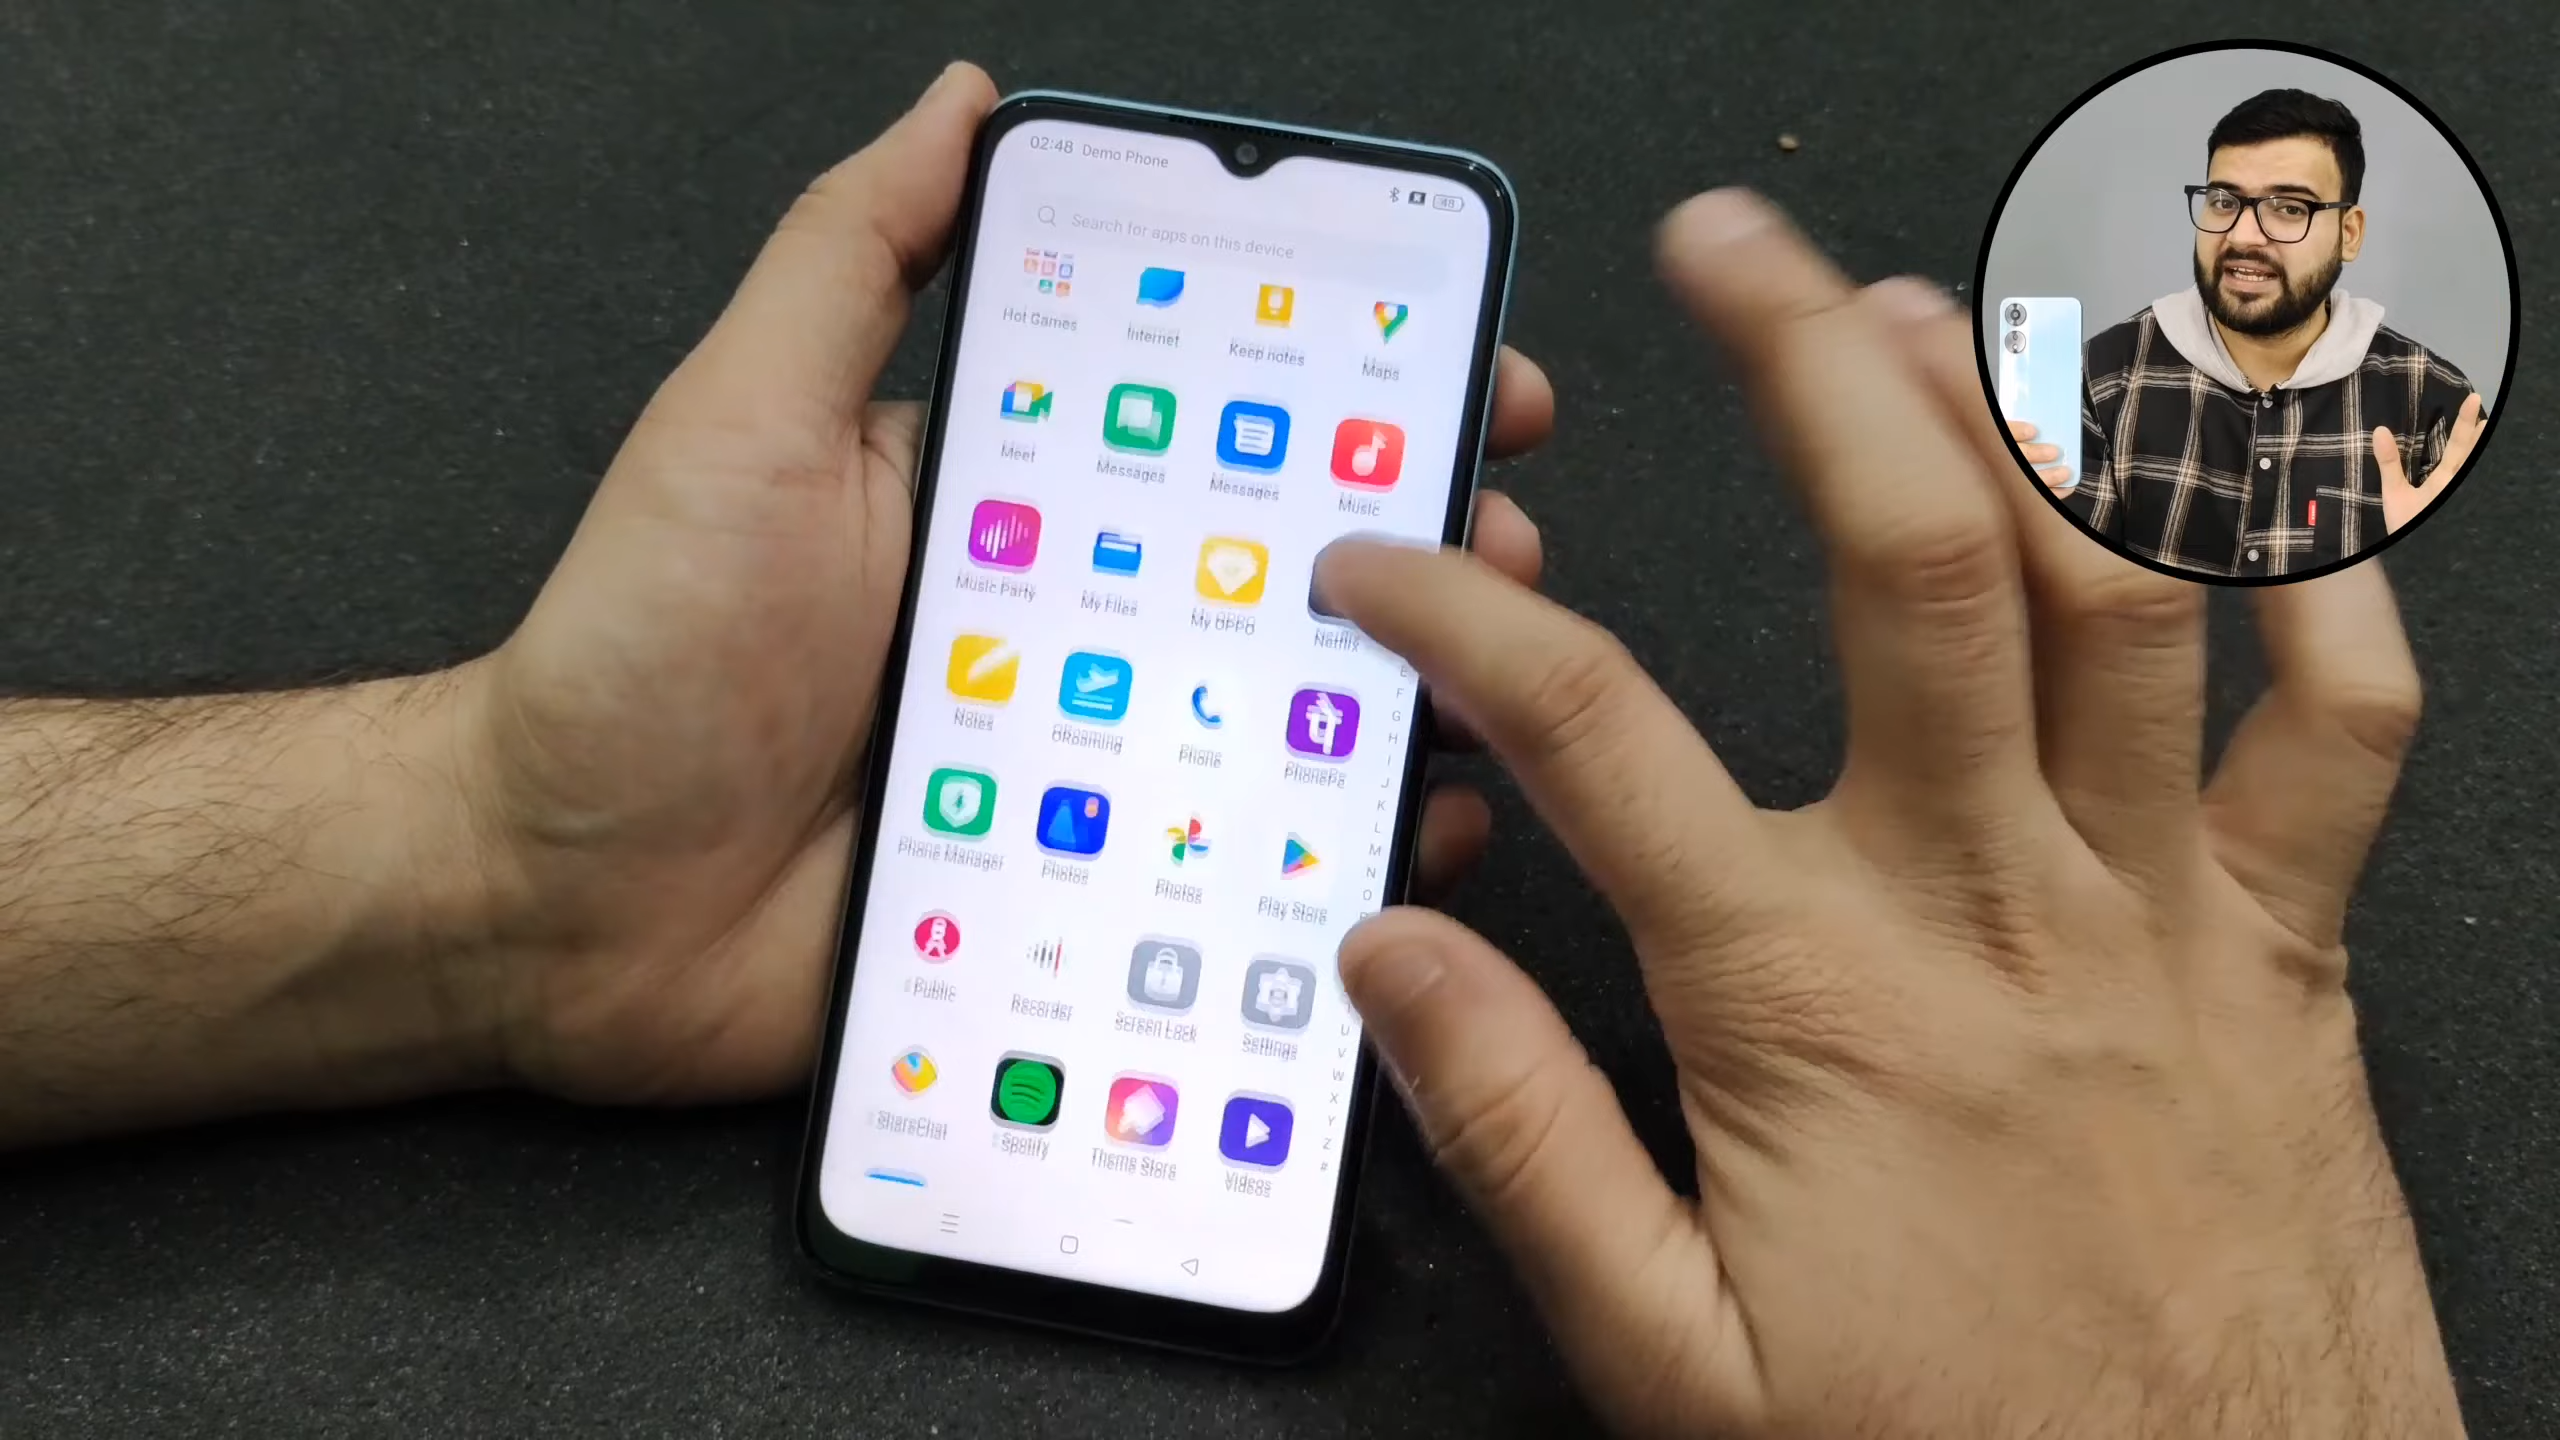 02:48 Demo Phone
48
Search for apps on this device
Hot Games Internet Keep notes Maps
Meet Messages Messages Music
Music Party My Files My OPPO Netflix
Notes ORoaming Phone PhonePe
पे
Phone Manager Photos Photos Play Store
Public Recorder Screen Lock Settings
ShareChat Spotify Theme Store Videos
E
F
G
H
I
J
K
L
M
N
O
U
V
W
X
Y
Z
#